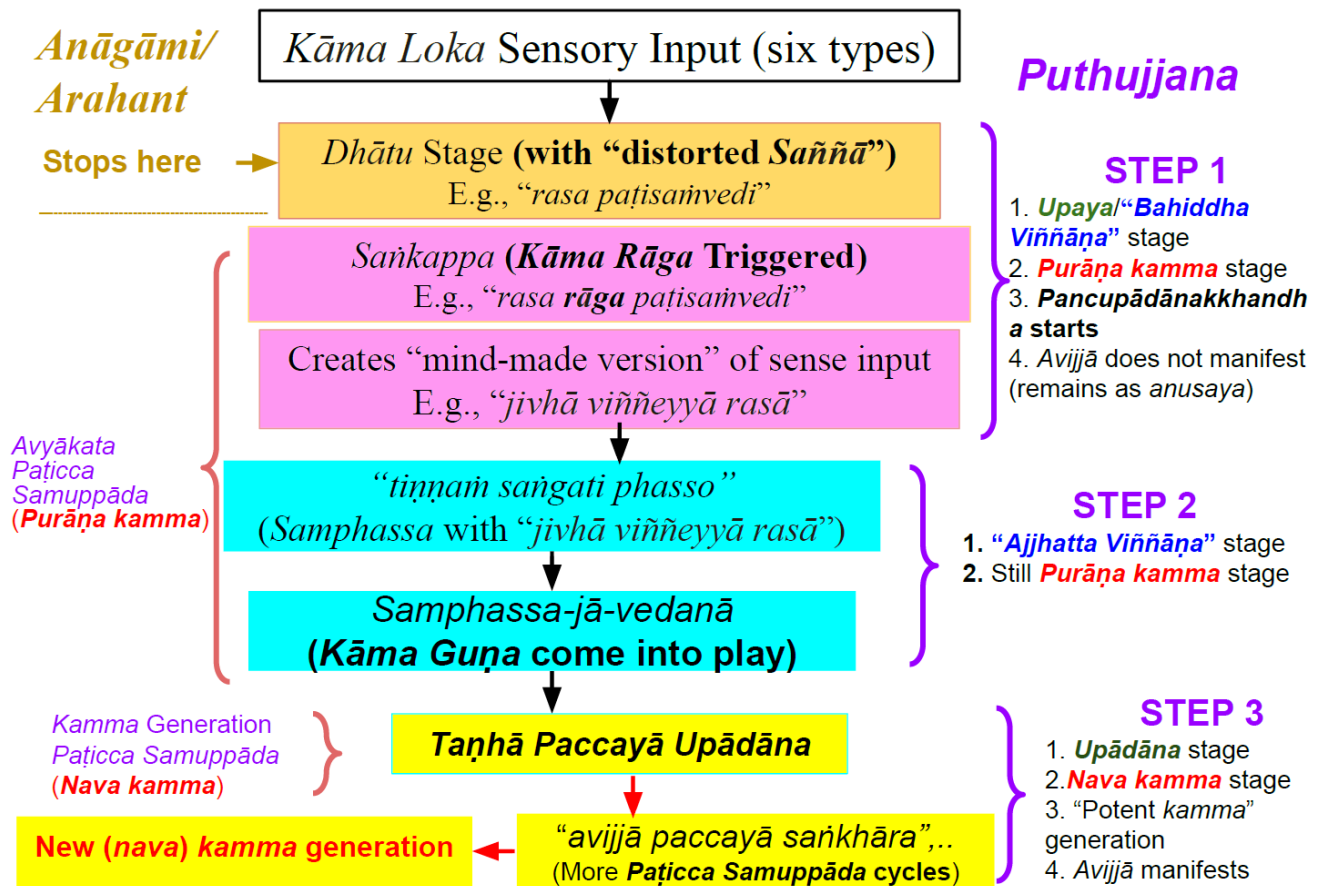 Anāgāmi/
Arahant
Stops here
Kāma Loka Sensory Input (six types)
Puthujjana
Dhātu Stage (with “distorted Saññā”)
E.g., “rasa paṭisaṁvedi”
Saṅkappa (Kāma Rāga Triggered)
E.g., “rasa rāga paṭisaṁvedi”
Creates “mind-made version” of sense input
E.g., “jivhā viññeyyā rasā”
STEP 1
1. Upaya/“Bahiddha
Viññāṇa” stage
2. Purāṇa kamma stage
3. Pancupādānakkhandh
a starts
4. Avijjā does not manifest
(remains as anusaya)
Avyākata
Paṭicca
Samuppāda
(Purāṇa kamma)
“tiṇṇaṁ saṅgati phasso”
(Samphassa with “jivhā viññeyyā rasā”)
Samphassa-jā-vedanā
(Kāma Guṇa come into play)
STEP 2
1. “Ajjhatta Viññāṇa” stage
2. Still Purāṇa kamma stage
Kamma Generation
Paṭicca Samuppāda
(Nava kamma)
Taṇhā Paccayā Upādāna
“avijjā paccayā saṅkhāra”,..
(More Paṭicca Samuppāda cycles)
New (nava) kamma generation
STEP 3
1. Upādāna stage
2.Nava kamma stage
3. “Potent kamma”
generation
4. Avijjā manifests